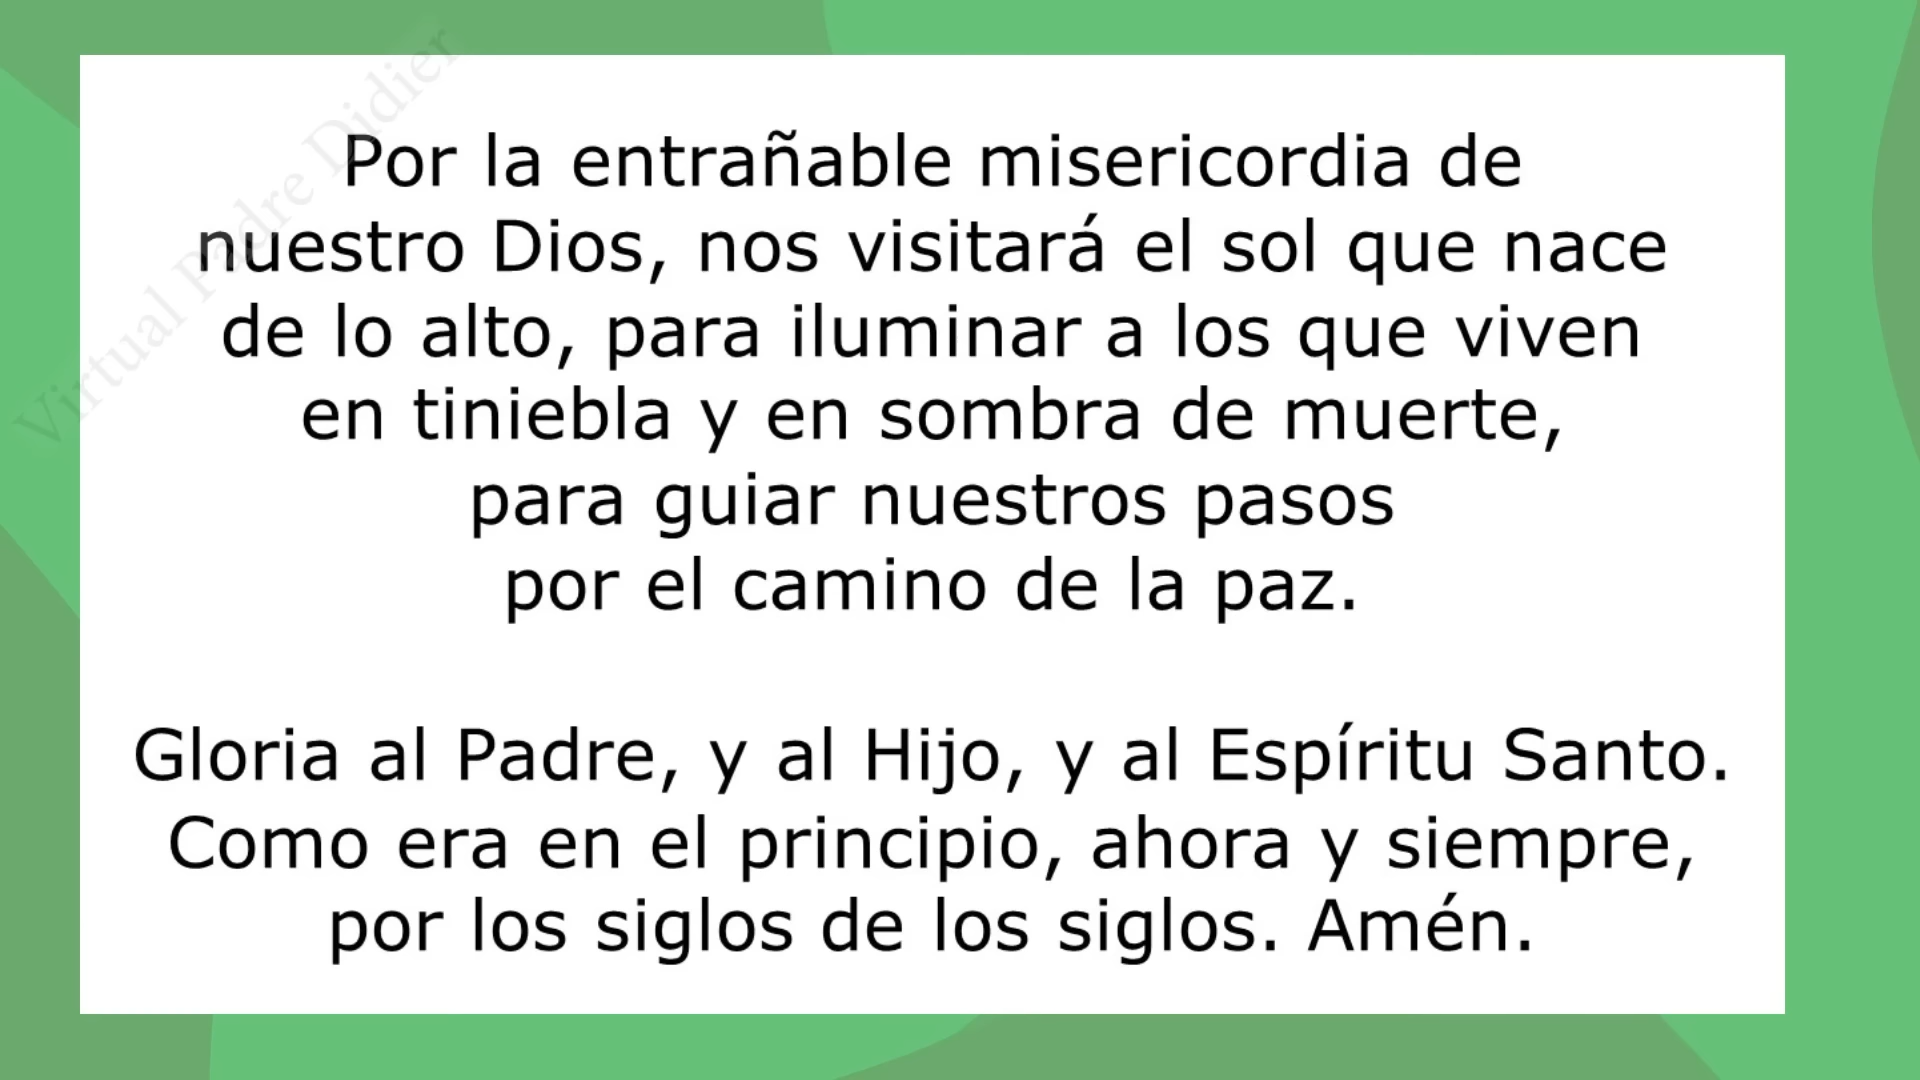 Virtual Padre Didier
Por la entrañable misericordia de
nuestro Dios, nos visitará el sol que nace
de lo alto, para iluminar a los que viven
en tiniebla y en sombra de muerte,
para guiar nuestros pasos
por el camino de la paz.
Gloria al Padre, y al Hijo, y al Espíritu Santo.
Como era en el principio, ahora y siempre,
por los siglos de los siglos. Amén.